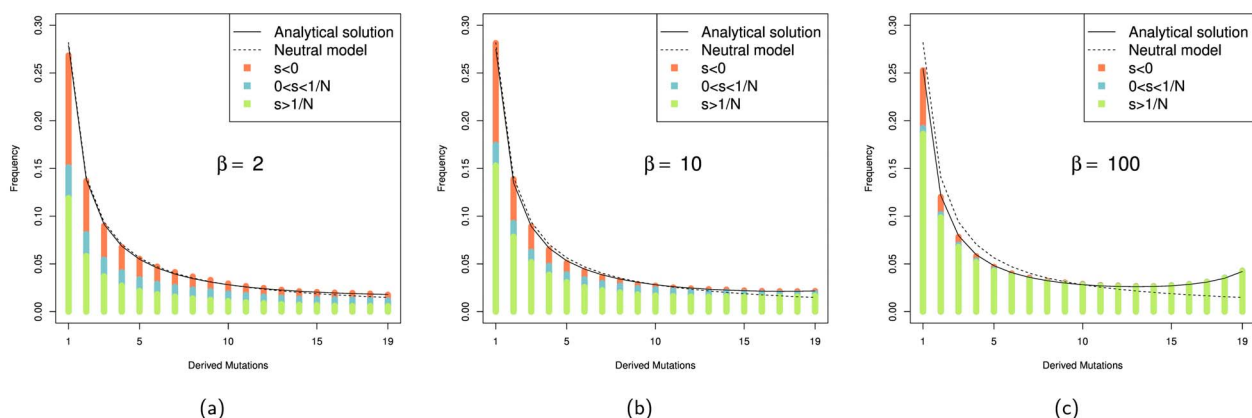 0.30
0.25
0.20
0.15
0.10
0.05
0.00
Frequency
Analytical solution
Neutral model
s<0
0<s<1/N
s>1/N
β = 2
1
5
10
15
19
Derived Mutations
(a)
0.30
0.25
0.20
0.15
0.10
0.05
0.00
Frequency
Analytical solution
Neutral model
s<0
0<s<1/N
s>1/N
β = 10
1
5
10
15
19
Derived Mutations
(b)
0.30
0.25
0.20
0.15
0.10
0.05
0.00
Frequency
Analytical solution
Neutral model
s<0
0<s<1/N
s>1/N
β = 100
1
5
10
15
19
Derived Mutations
(c)